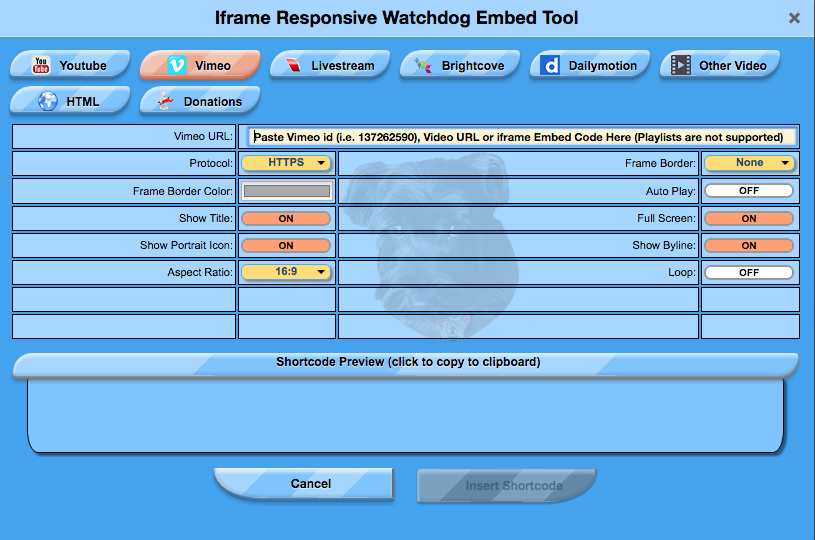 Iframe Responsive Watchdog Embed Tool
You Tube Youtube
Vimeo
Livestream
Brightcove
d Dailymotion
Other Video
HTML
Donations
Vimeo URL: Paste Vimeo id (i.e. 137262590), Video URL or iframe Embed Code Here (Playlists are not supported)
Protocol: HTTPS Frame Border: None
Frame Border Color: Auto Play: OFF
Show Title: ON Full Screen: ON
Show Portrait Icon: ON Show Byline: ON
Aspect Ratio: 16:9 Loop: OFF
Shortcode Preview (click to copy to clipboard)
Cancel
Insert Shortcode